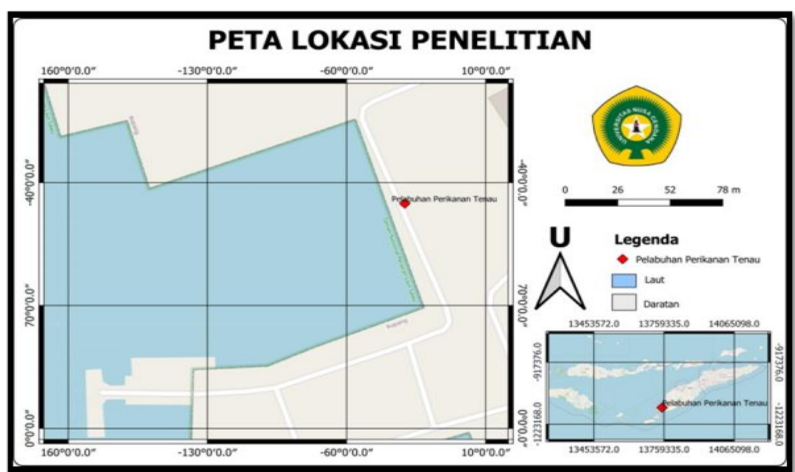 PETA LOKASI PENELITIAN
160°0'0.0" -130°0'0.0" -60°0'0.0" 10°0'0.0"
-40°0'0.0" -40°0'0.0"
70°0'0.0" 70°0'0.0"
0°0'0.0" 0°0'0.0"
160°0'0.0" -130°0'0.0" -60°0'0.0" 10°0'0.0"
Kupang
Pelabuhan Perikanan Tenau
Kupang
UNIVERSITAS NUSA CENDANA
0 26 52 78 m
U
Legenda
Pelabuhan Perikanan Tenau
Laut
Daratan
13453572.0 13759335.0 14065098.0
-917376.0 -917376.0
Pelabuhan Perikanan Tenau
-1223168.0 -1223168.0
13453572.0 13759335.0 14065098.0